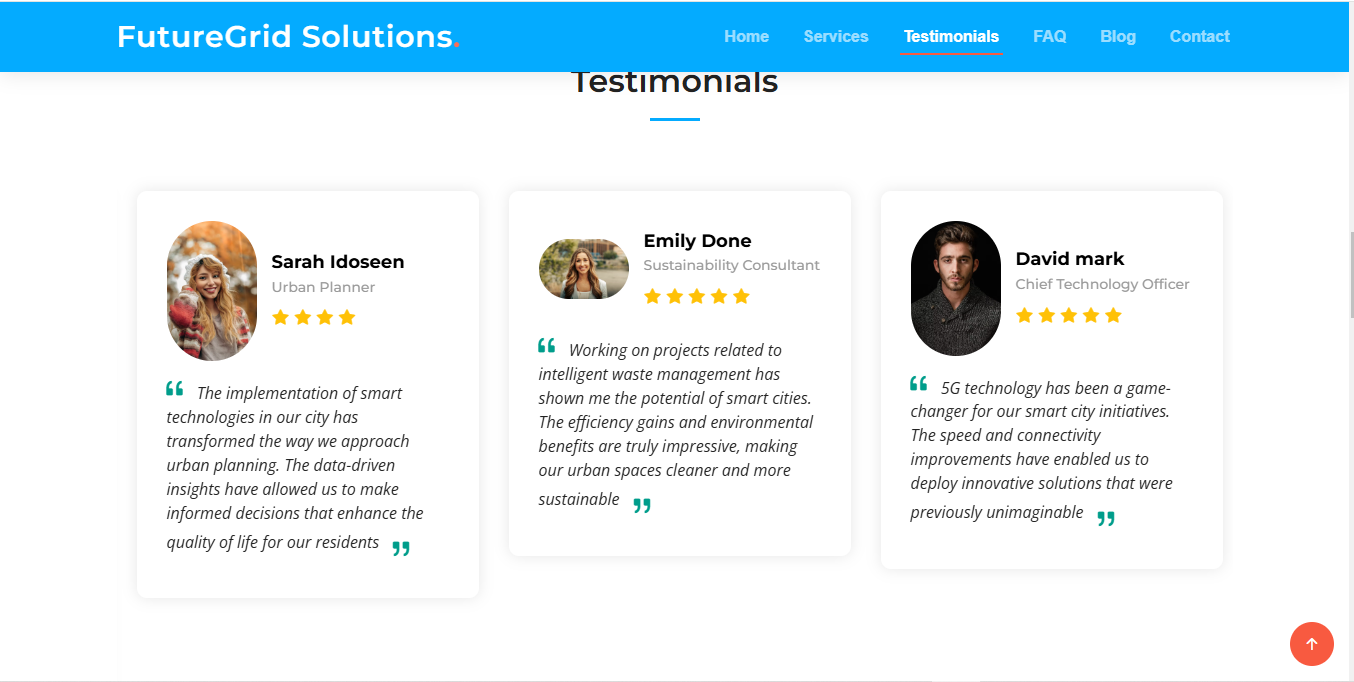 FutureGrid Solutions.
Home Services Testimonials FAQ Blog Contact
Testimonials
Sarah Idoseen
Urban Planner
“ The implementation of smart
technologies in our city has
transformed the way we approach
urban planning. The data-driven
insights have allowed us to make
informed decisions that enhance the
quality of life for our residents ”
Emily Done
Sustainability Consultant
“ Working on projects related to
intelligent waste management has
shown me the potential of smart cities.
The efficiency gains and environmental
benefits are truly impressive, making
our urban spaces cleaner and more
sustainable ”
David mark
Chief Technology Officer
“ 5G technology has been a game-
changer for our smart city initiatives.
The speed and connectivity
improvements have enabled us to
deploy innovative solutions that were
previously unimaginable ”